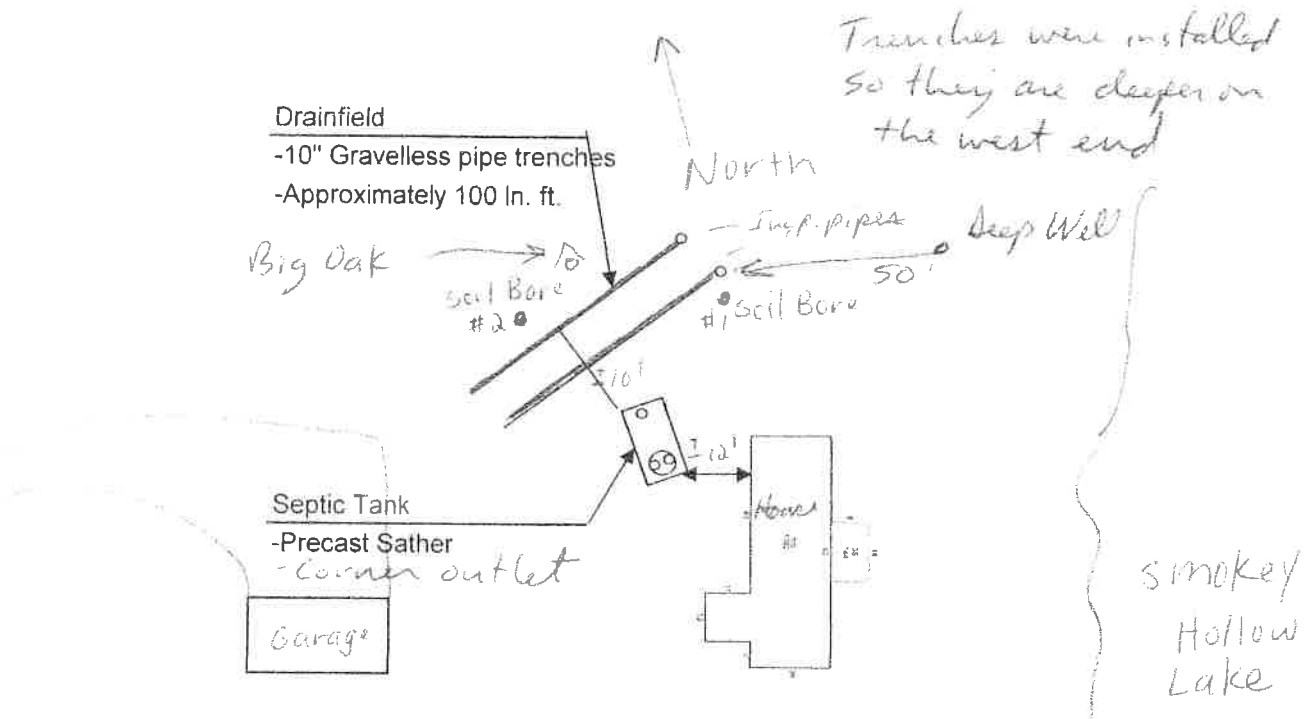 Trenches were installed
so they are deeper on
the west end
North
Drainfield
-10" Gravelless pipe trenches
-Approximately 100 ln. ft.
Insp. pipes
Deep Well
50'
Big Oak
Soil Bore
#2
#1 Soil Bore
±10'
±12'
Septic Tank
-Precast Sather
-Corner outlet
House
Garage
Smokey
Hollow
Lake